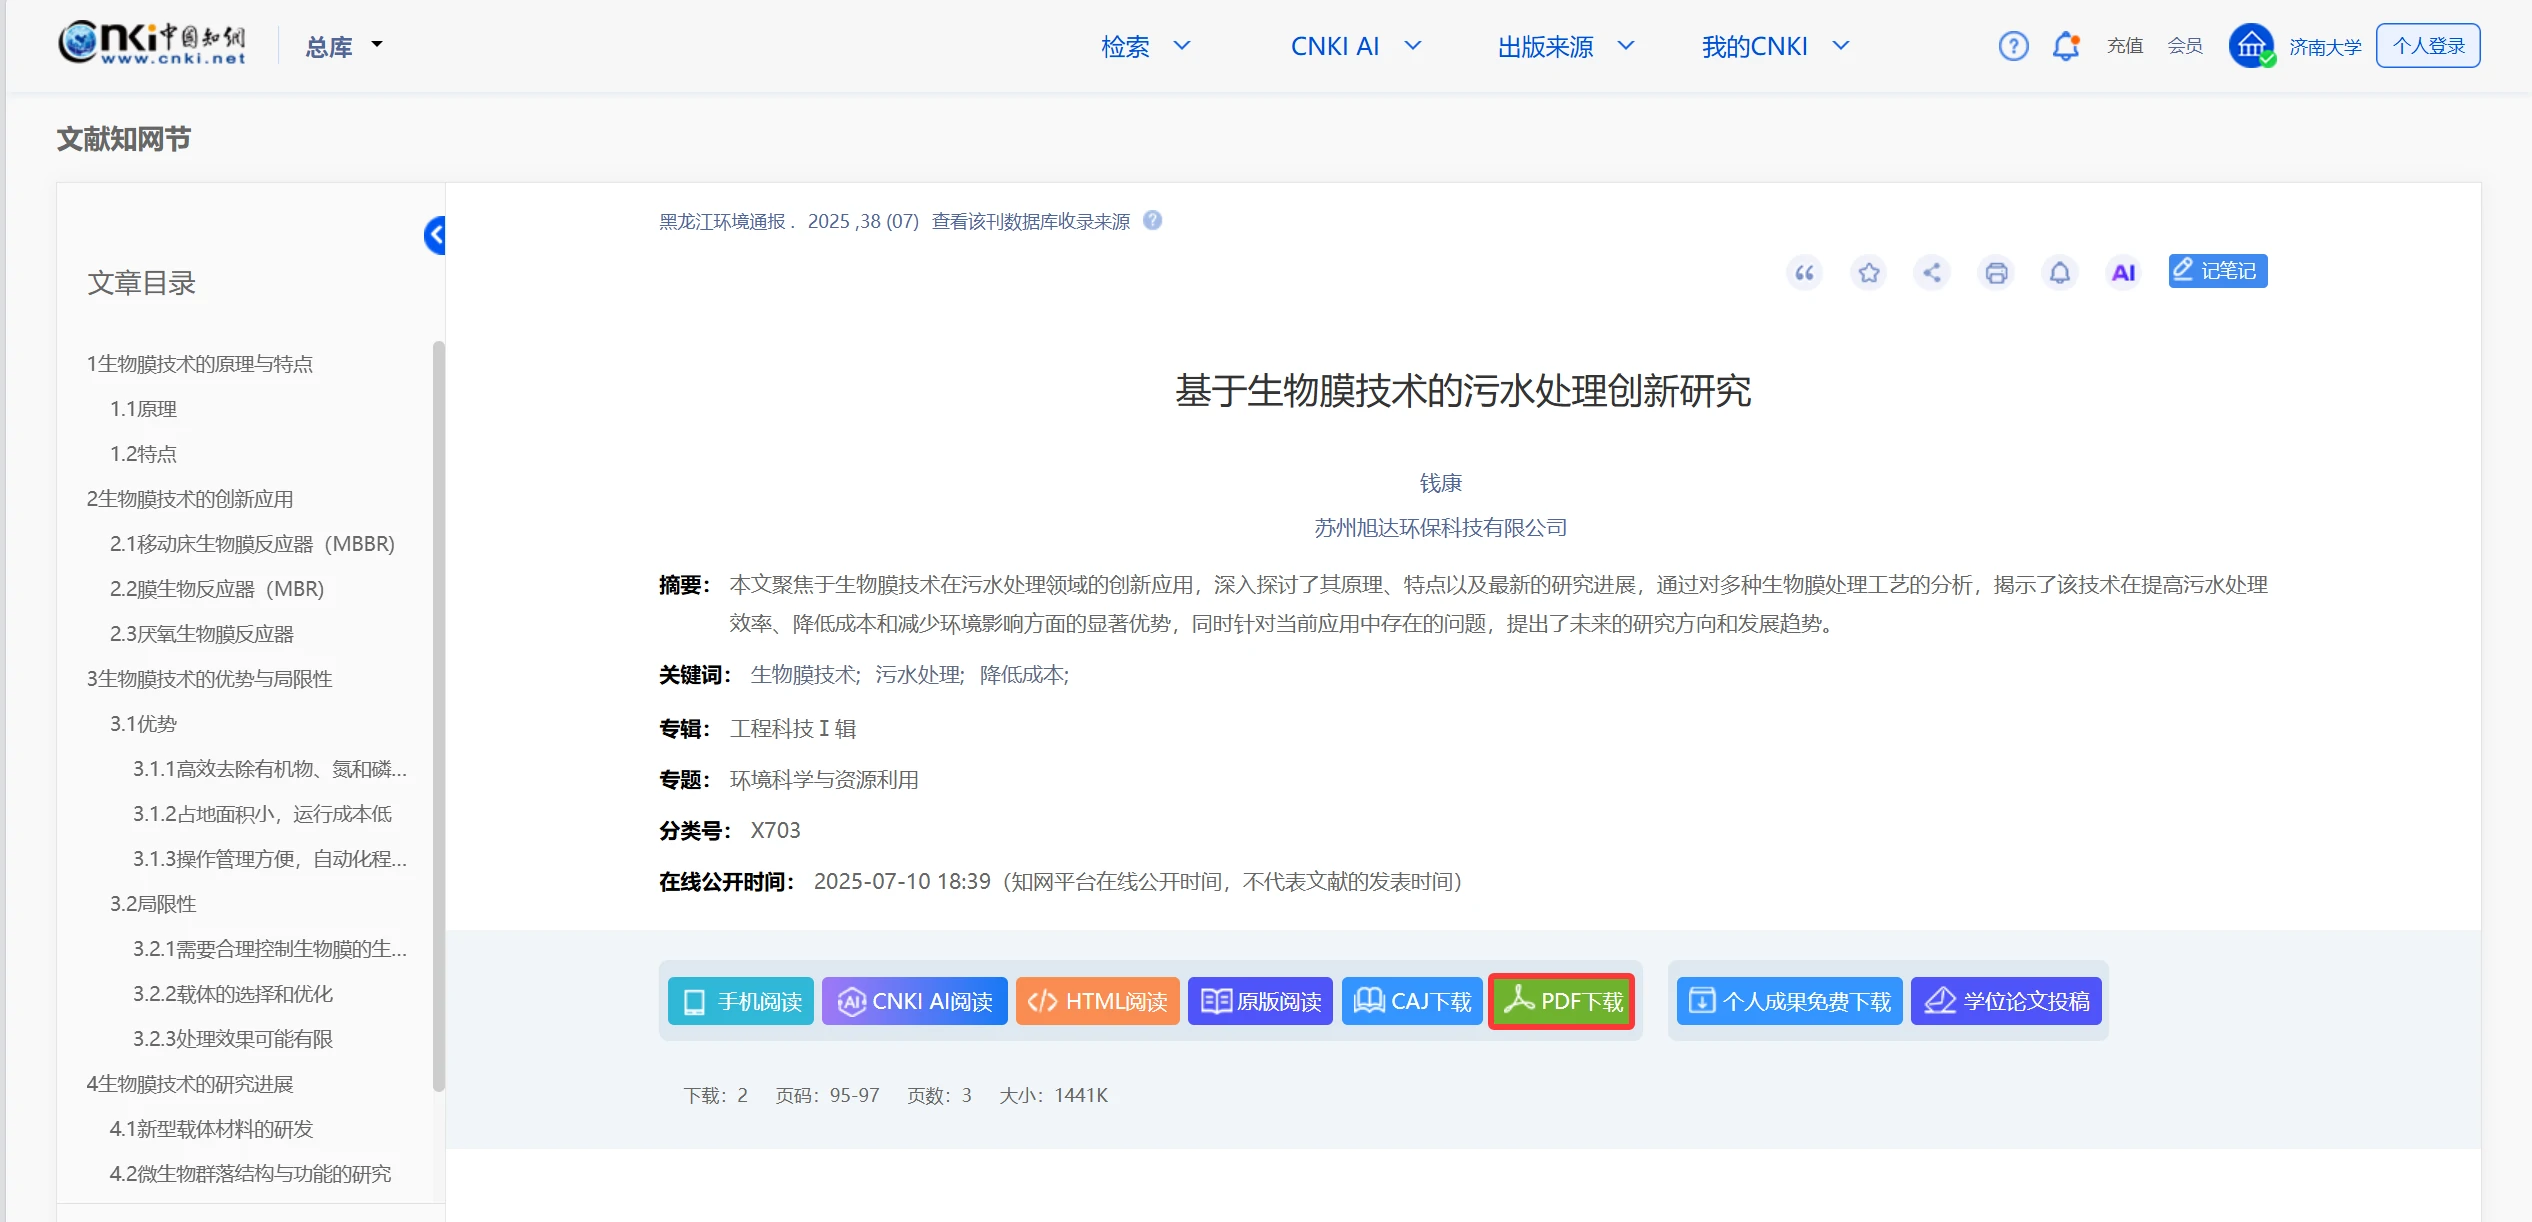 Cnki中国知网
www.cnki.net
总库
检索
CNKI AI
出版来源
我的CNKI
充值
会员
济南大学
个人登录
文献知网节
文章目录
1生物膜技术的原理与特点
1.1原理
1.2特点
2生物膜技术的创新应用
2.1移动床生物膜反应器（MBBR)
2.2膜生物反应器（MBR)
2.3厌氧生物膜反应器
3生物膜技术的优势与局限性
3.1优势
3.1.1高效去除有机物、氮和磷...
3.1.2占地面积小，运行成本低
3.1.3操作管理方便，自动化程...
3.2局限性
3.2.1需要合理控制生物膜的生...
3.2.2载体的选择和优化
3.2.3处理效果可能有限
4生物膜技术的研究进展
4.1新型载体材料的研发
4.2微生物群落结构与功能的研究
黑龙江环境通报 . 2025 ,38 (07) 查看该刊数据库收录来源
AI
记笔记
基于生物膜技术的污水处理创新研究
钱康
苏州旭达环保科技有限公司
摘要： 本文聚焦于生物膜技术在污水处理领域的创新应用，深入探讨了其原理、特点以及最新的研究进展，通过对多种生物膜处理工艺的分析，揭示了该技术在提高污水处理
效率、降低成本和减少环境影响方面的显著优势，同时针对当前应用中存在的问题，提出了未来的研究方向和发展趋势。
关键词： 生物膜技术; 污水处理; 降低成本;
专辑： 工程科技Ⅰ辑
专题： 环境科学与资源利用
分类号： X703
在线公开时间： 2025-07-10 18:39（知网平台在线公开时间，不代表文献的发表时间）
手机阅读
AI CNKI AI阅读
HTML阅读
原版阅读
CAJ下载
PDF下载
个人成果免费下载
学位论文投稿
下载：2 页码：95-97 页数：3 大小：1441K